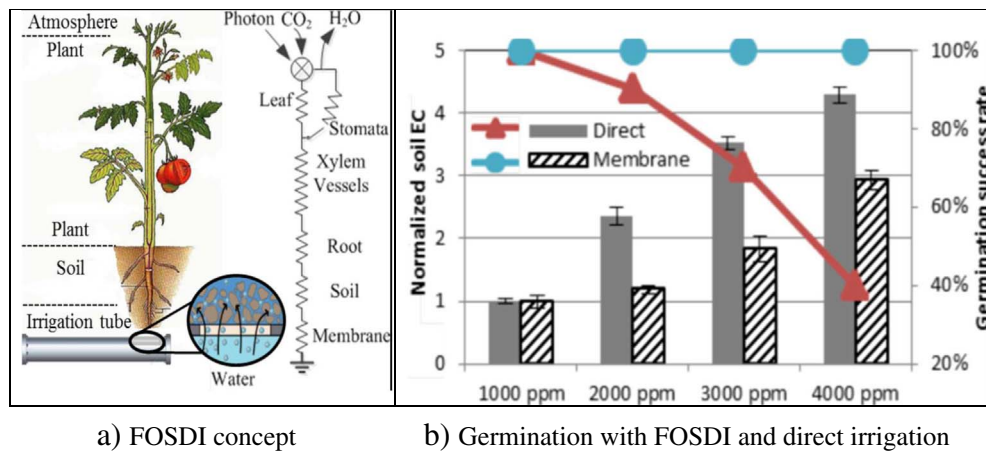 Atmosphere
Plant
Plant
Soil
Irrigation tube
Water
Photon CO2 H2O
Leaf
Stomata
Xylem
Vessels
Root
Soil
Membrane
Normalized soil EC
5
4
3
2
1
0
Direct
Membrane
1000 ppm 2000 ppm 3000 ppm 4000 ppm
100%
80%
60%
40%
20%
Germination success rate
a) FOSDI concept
b) Germination with FOSDI and direct irrigation